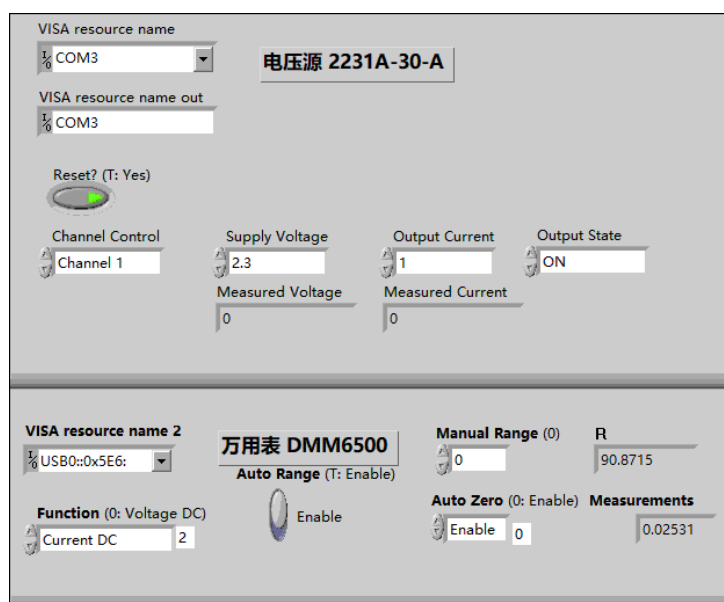 VISA resource name
I/O COM3
电压源 2231A-30-A
VISA resource name out
I/O COM3
Reset? (T: Yes)
Channel Control
Supply Voltage
Output Current
Output State
Channel 1
2.3
1
ON
Measured Voltage
Measured Current
0
0
VISA resource name 2
I/O USB0::0x5E6:
万用表 DMM6500
Manual Range (0)
R
0
90.8715
Auto Range (T: Enable)
Enable
Function (0: Voltage DC)
Current DC
2
Auto Zero (0: Enable)
Measurements
Enable
0
0.02531